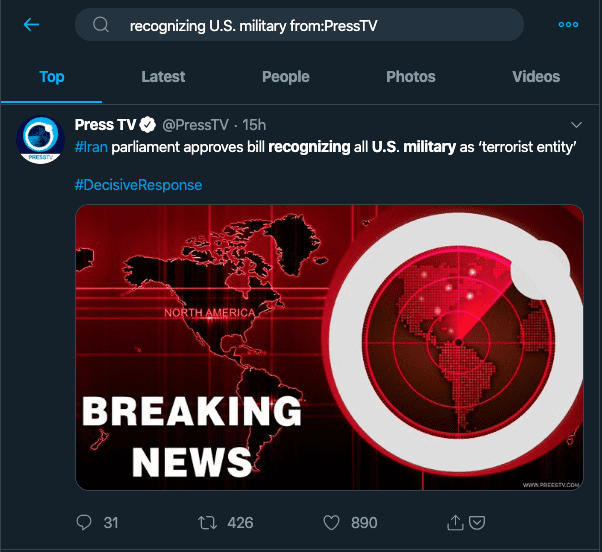 recognizing U.S. military from:PressTV
Top
Latest
People
Photos
Videos
Press TV @PressTV · 15h
#Iran parliament approves bill recognizing all U.S. military as ‘terrorist entity’
#DecisiveResponse
PRESSTV
NORTH AMERICA
BREAKING
NEWS
WWW.PRESSTV.COM
31
426
890